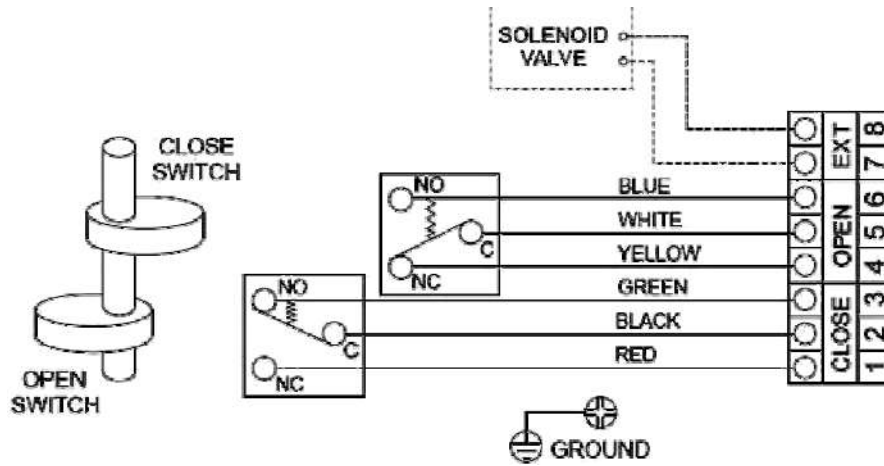 SOLENOID
VALVE
CLOSE
SWITCH
OPEN
SWITCH
NO
C
NC
NO
C
NC
BLUE
WHITE
YELLOW
GREEN
BLACK
RED
EXT
OPEN
CLOSE
8
7
6
5
4
3
2
1
GROUND